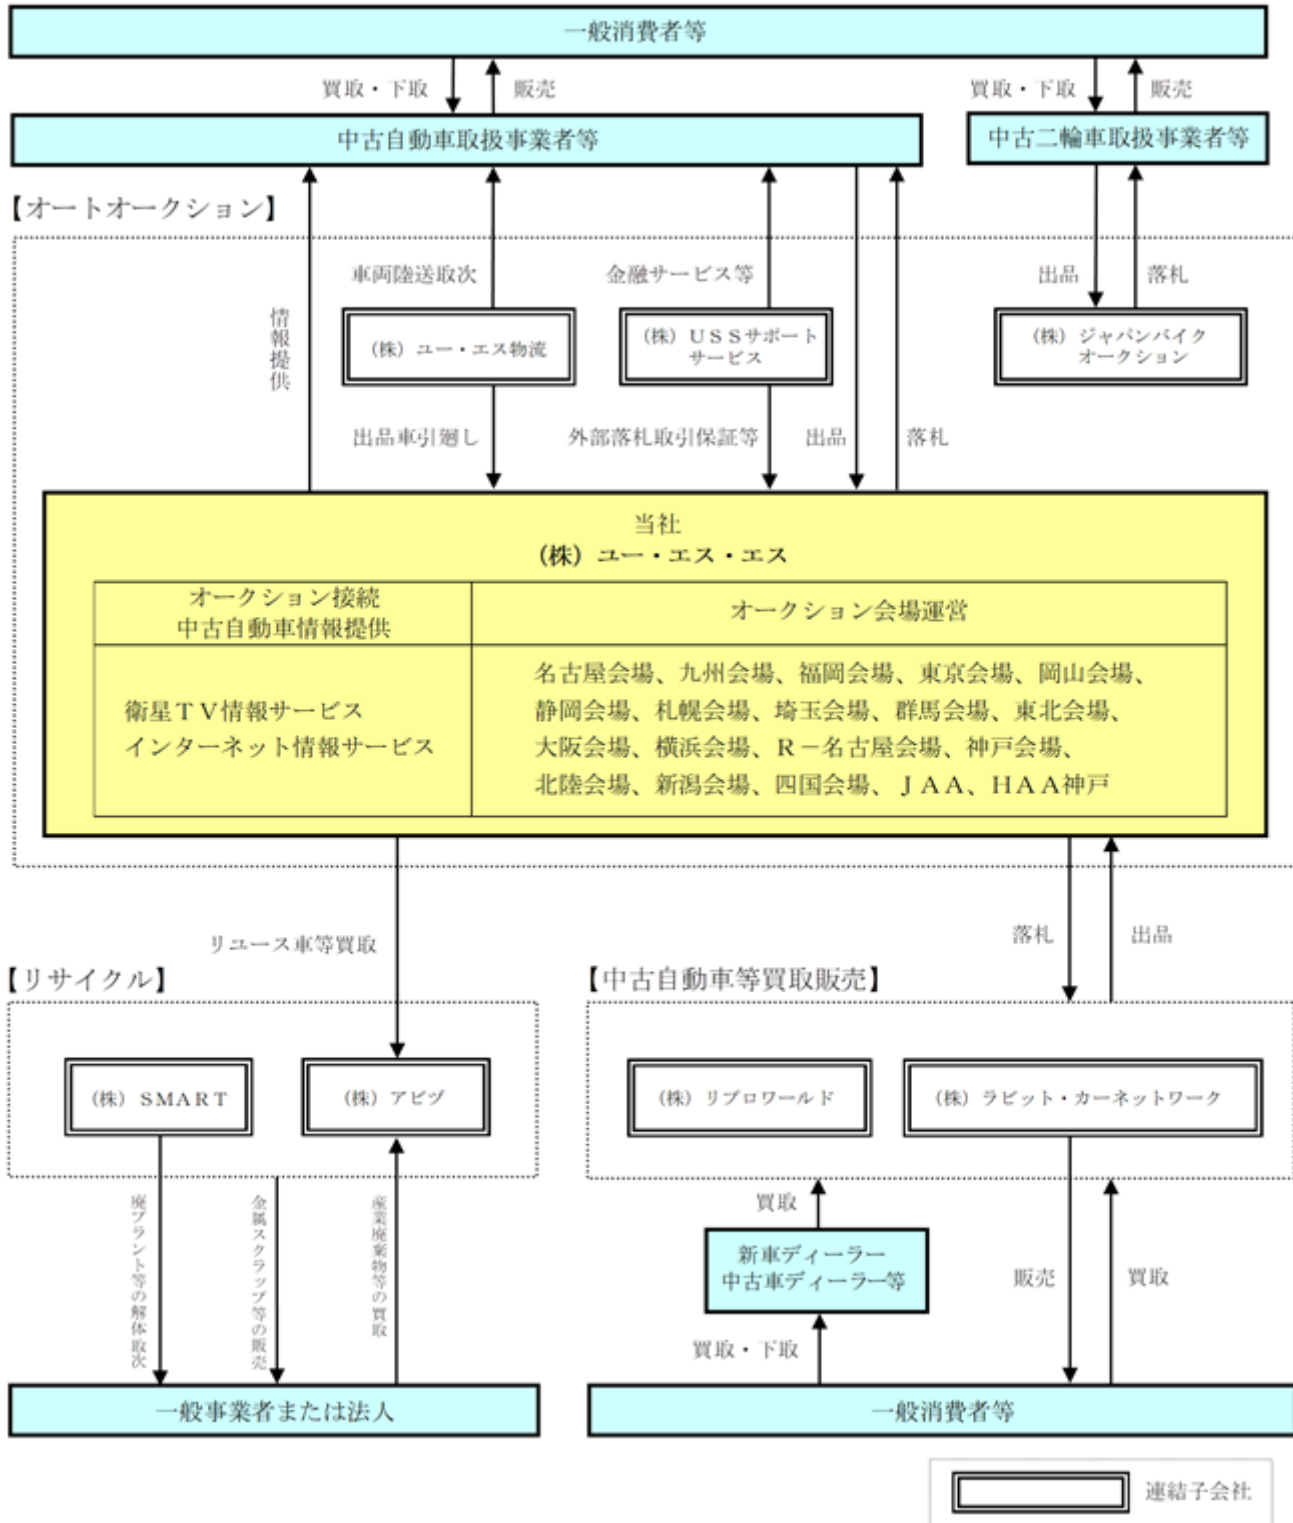 一般消費者等
買取・下取
販売
買取・下取
販売
中古自動車取扱事業者等
中古二輪車取扱事業者等
【オートオークション】
情報提供
車両陸送取次
金融サービス等
出品
落札
(株) ユー・エス物流
(株) USSサポート
サービス
(株) ジャパンバイク
オークション
出品車引廻し
外部落札取引保証等
出品
落札
当社
(株) ユー・エス・エス
オークション接続
中古自動車情報提供
オークション会場運営
衛星TV情報サービス
インターネット情報サービス
名古屋会場、九州会場、福岡会場、東京会場、岡山会場、
静岡会場、札幌会場、埼玉会場、群馬会場、東北会場、
大阪会場、横浜会場、R-名古屋会場、神戸会場、
北陸会場、新潟会場、四国会場、JAA、HAA神戸
リユース車等買取
落札
出品
【リサイクル】
【中古自動車等買取販売】
(株) SMART
(株) アビヅ
(株) リプロワールド
(株) ラビット・カーネットワーク
廃プラント等の解体取次
金属スクラップ等の販売
産業廃棄物等の買取
買取
新車ディーラー
中古車ディーラー等
買取・下取
販売
買取
一般事業者または法人
一般消費者等
連結子会社